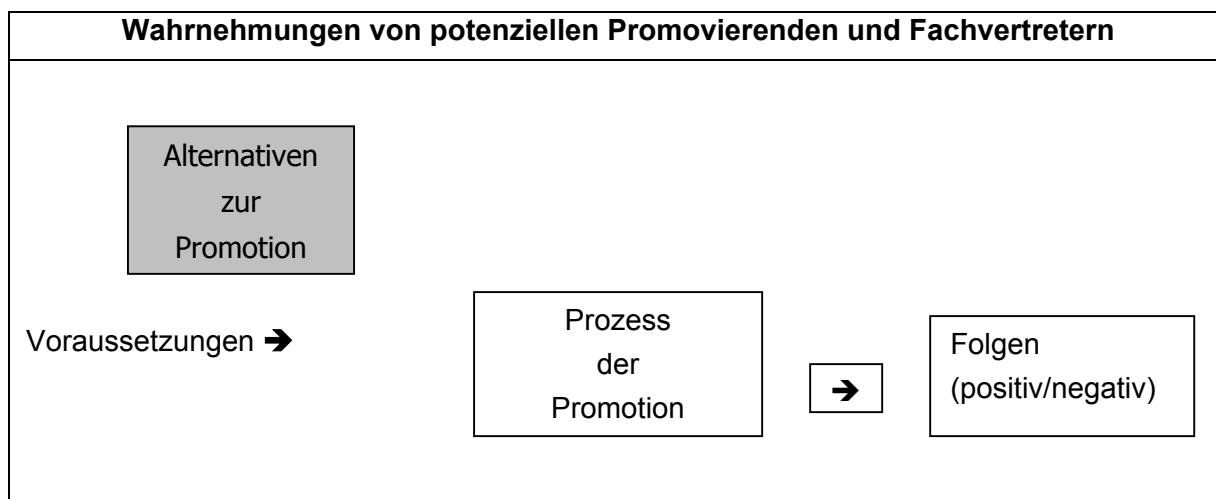 Wahrnehmungen von potenziellen Promovierenden und Fachvertretern
Alternativen
zur
Promotion
Voraussetzungen ➔
Prozess
der
Promotion
➔
Folgen
(positiv/negativ)